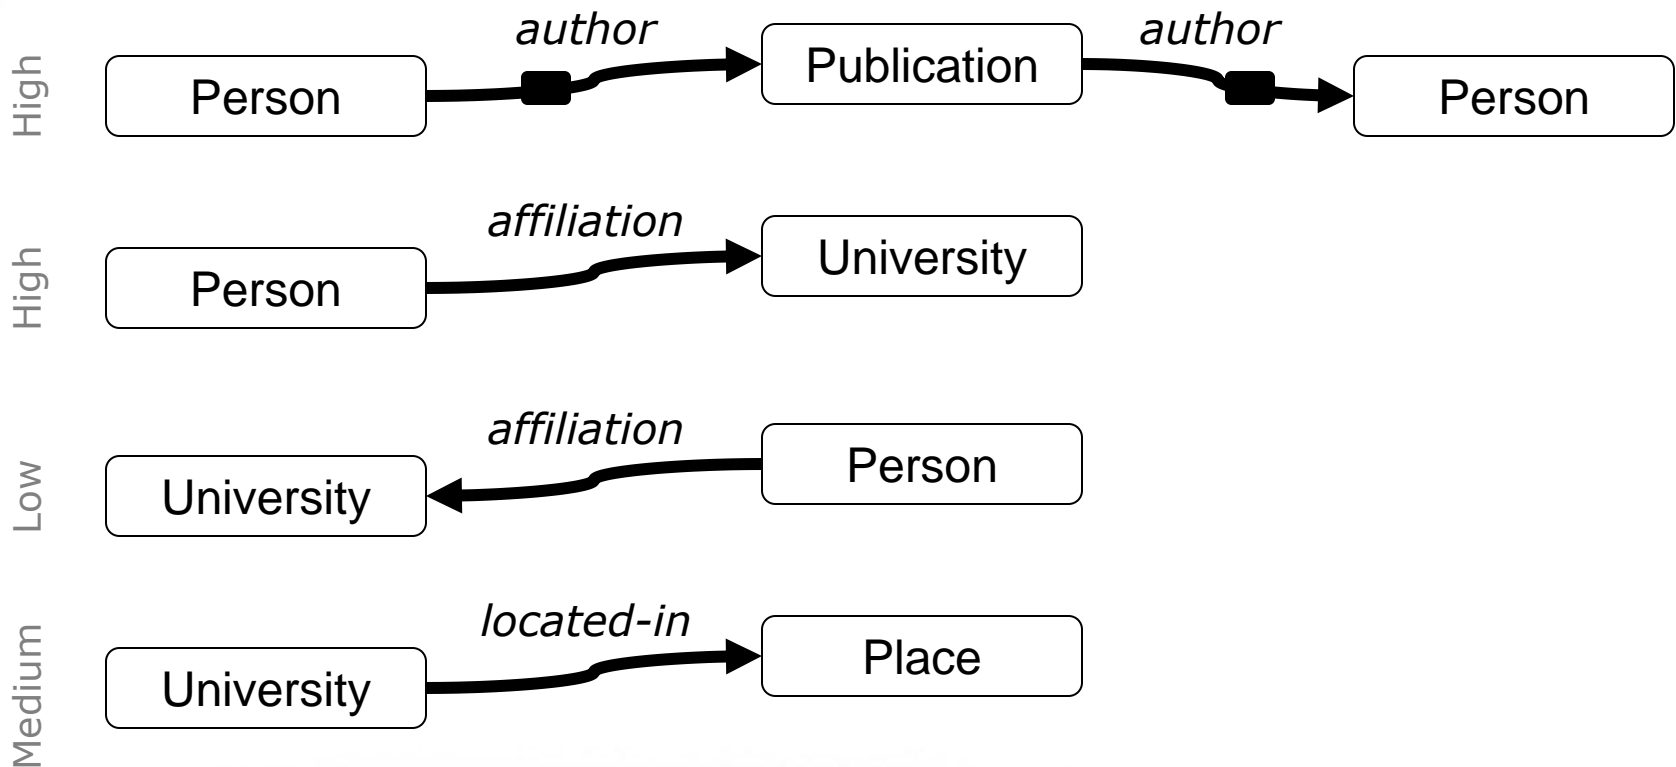 author
author
High
Person
Publication
Person
affiliation
High
Person
University
affiliation
Low
University
Person
located-in
Medium
University
Place